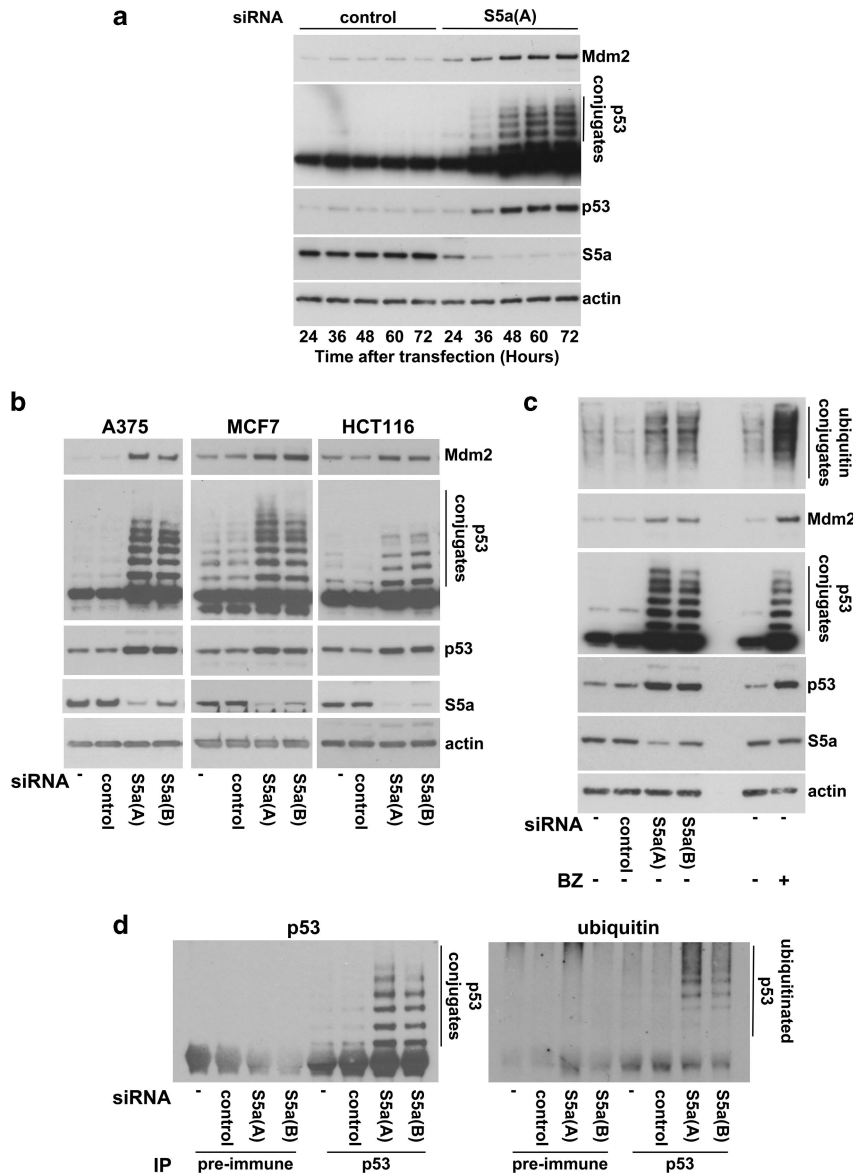 a
siRNA control S5a(A)
Mdm2
p53 conjugates
p53
S5a
actin
24 36 48 60 72 24 36 48 60 72
Time after transfection (Hours)
b
A375 MCF7 HCT116
Mdm2
p53 conjugates
p53
S5a
actin
siRNA - control S5a(A) S5a(B) - control S5a(A) S5a(B) - control S5a(A) S5a(B)
c
ubiquitin conjugates
Mdm2
p53 conjugates
p53
S5a
actin
siRNA - control S5a(A) S5a(B) - -
BZ - - - - - +
d
p53 ubiquitin
p53 conjugates
ubiquitinated p53
siRNA - control S5a(A) S5a(B) - control S5a(A) S5a(B) - control S5a(A) S5a(B) - control S5a(A) S5a(B)
IP pre-immune p53 pre-immune p53